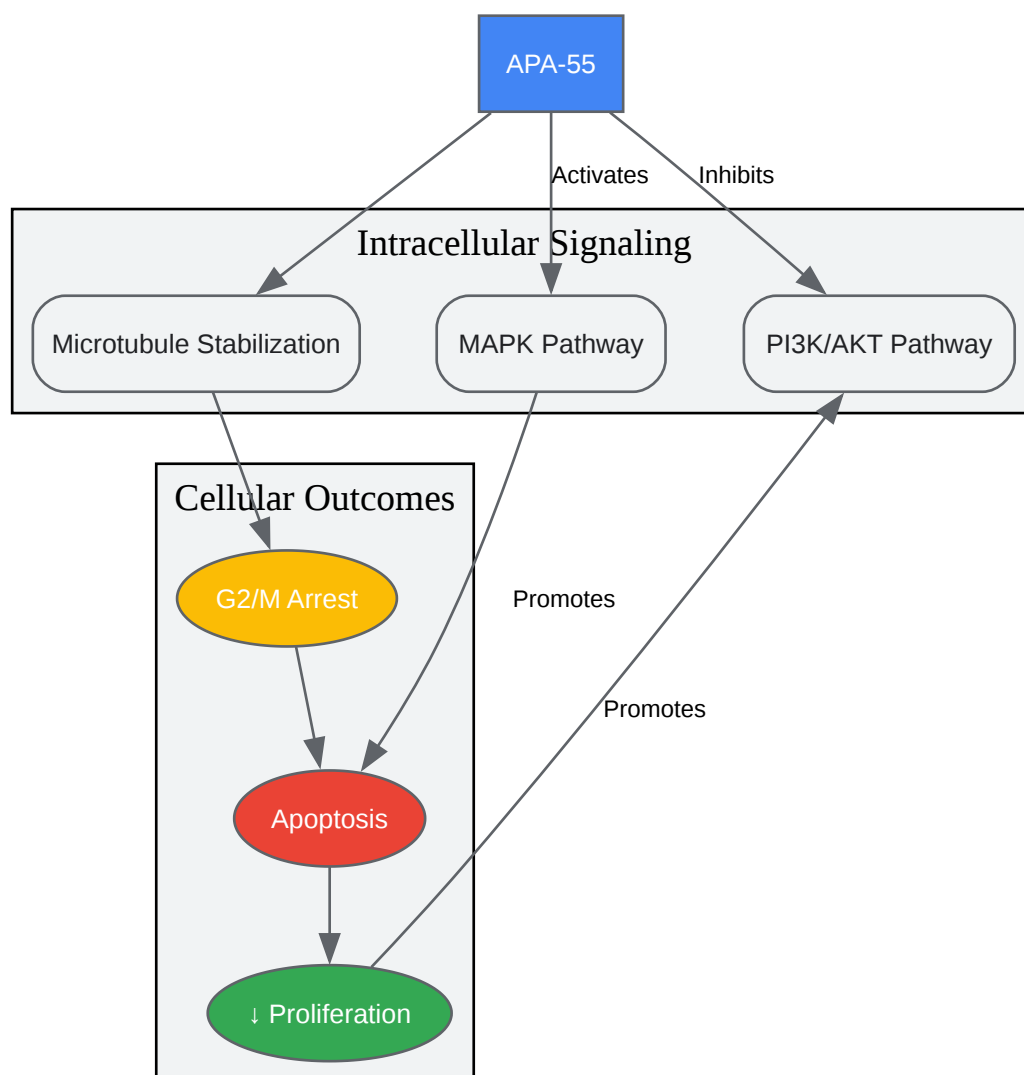 APA-55
Activates
Inhibits
Intracellular Signaling
Microtubule Stabilization
MAPK Pathway
PI3K/AKT Pathway
Cellular Outcomes
G2/M Arrest
Promotes
Promotes
Apoptosis
↓ Proliferation